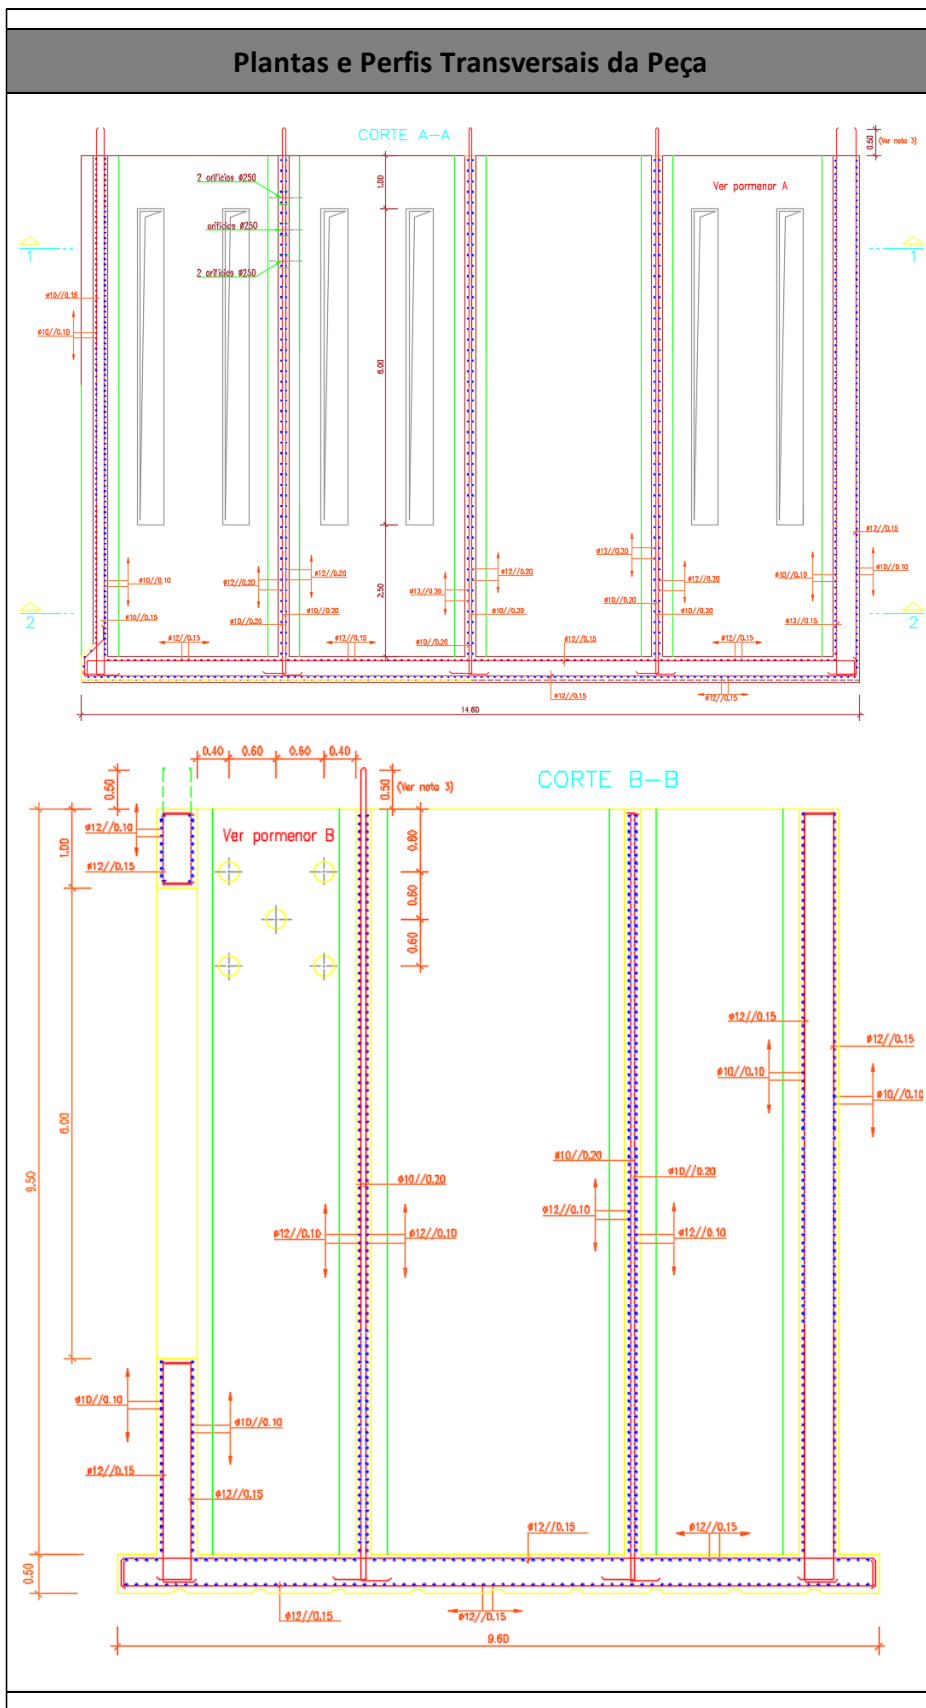 Plantas e Perfis Transversais da Peça
CORTE A-A
0.50
(Ver nota 3)
2 orifícios Ø250
1.00
Ver pormenor A
orifícios Ø250
1
1
2 orifícios Ø250
ø10//0.15
ø10//0.10
6.00
ø12//0.15
ø12//0.20
ø10//0.10
ø12//0.20
ø12//0.20
ø10//0.10
ø10//0.10
ø12//0.20
ø12//0.20
ø12//0.20
2.50
ø10//0.15
ø10//0.20
ø10//0.20
ø10//0.20
ø10//0.20
ø10//0.20
ø12//0.15
2
2
ø12//0.15
ø12//0.15
ø10//0.20
ø12//0.15
ø12//0.15
ø12//0.15
ø12//0.15
14.60
0.40 0.60 0.60 0.40
CORTE B-B
0.50
0.50
(Ver nota 3)
ø12//0.10
Ver pormenor B
1.00
0.60
ø12//0.15
0.60
0.60
ø12//0.15
ø12//0.15
ø10//0.10
ø10//0.10
6.00
9.50
ø10//0.20
ø10//0.20
ø10//0.20
ø12//0.10
ø12//0.10
ø12//0.10
ø12//0.10
ø10//0.10
ø10//0.10
ø12//0.15
ø12//0.15
ø12//0.15
ø12//0.15
0.50
ø12//0.15
ø12//0.15
9.60